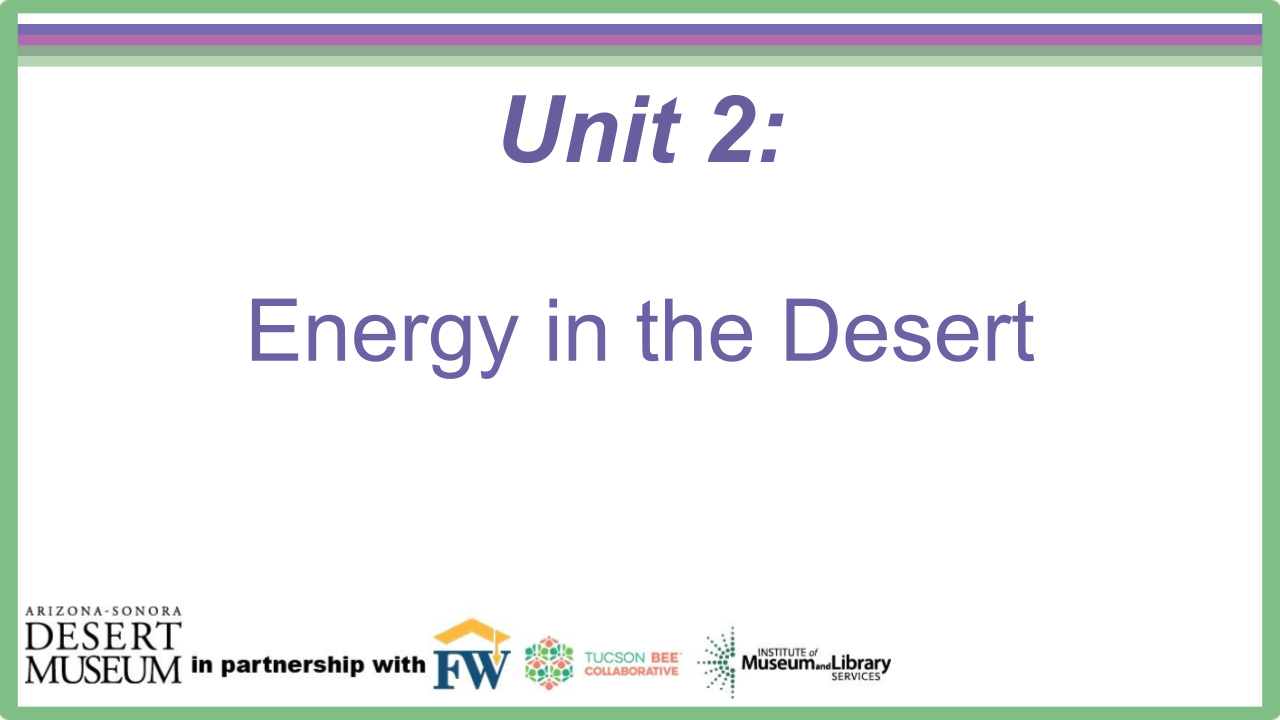 Unit 2:
Energy in the Desert
ARIZONA-SONORA
DESERT
MUSEUM
in partnership with
FW
TUCSON BEE
COLLABORATIVE
INSTITUTE of
Museum and Library
SERVICES